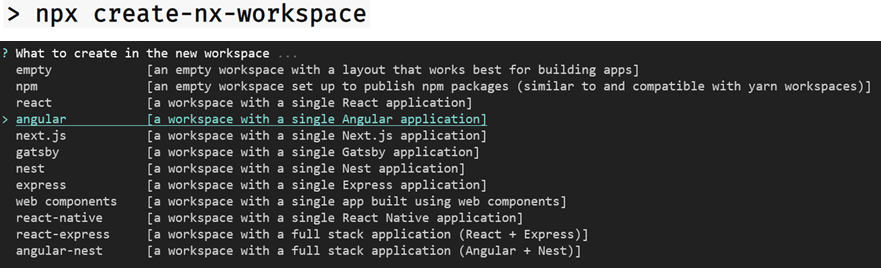 > npx create-nx-workspace
? What to create in the new workspace ...
empty [an empty workspace with a layout that works best for building apps]
npm [an empty workspace set up to publish npm packages (similar to and compatible with yarn workspaces)]
react [a workspace with a single React application]
> angular [a workspace with a single Angular application]
next.js [a workspace with a single Next.js application]
gatsby [a workspace with a single Gatsby application]
nest [a workspace with a single Nest application]
express [a workspace with a single Express application]
web components [a workspace with a single app built using web components]
react-native [a workspace with a single React Native application]
react-express [a workspace with a full stack application (React + Express)]
angular-nest [a workspace with a full stack application (Angular + Nest)]